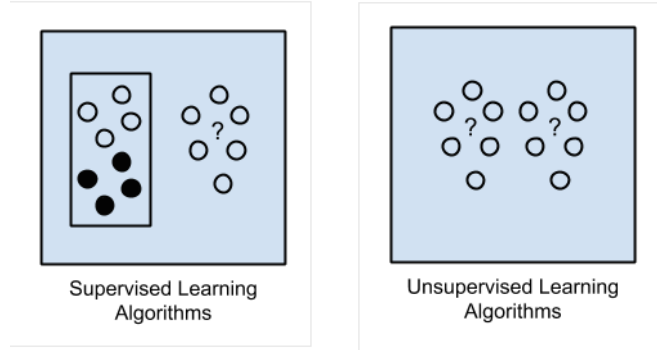 ?
? ?
Supervised Learning
Algorithms
Unsupervised Learning
Algorithms